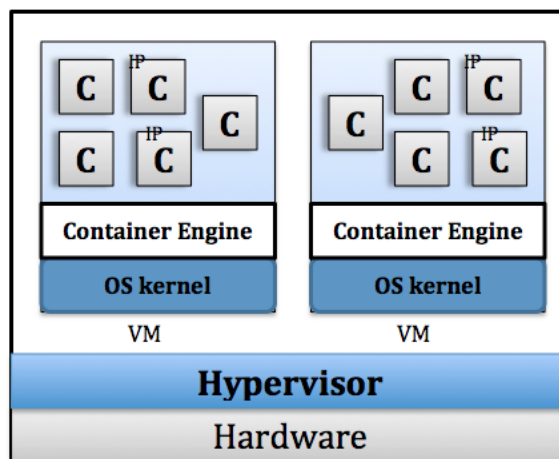 IP IP
C C C C C
IP IP
C C C C C
Container Engine Container Engine
OS kernel OS kernel
VM VM
Hypervisor
Hardware